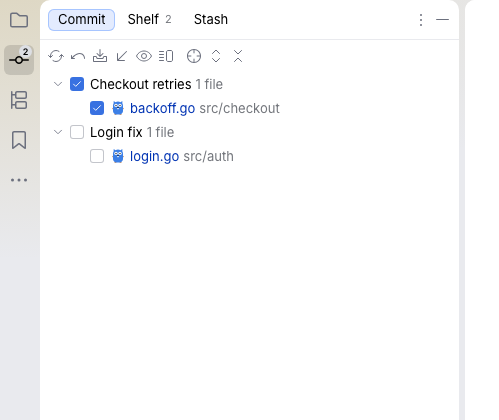 Commit Shelf 2 Stash
2
Checkout retries 1 file
backoff.go src/checkout
Login fix 1 file
login.go src/auth